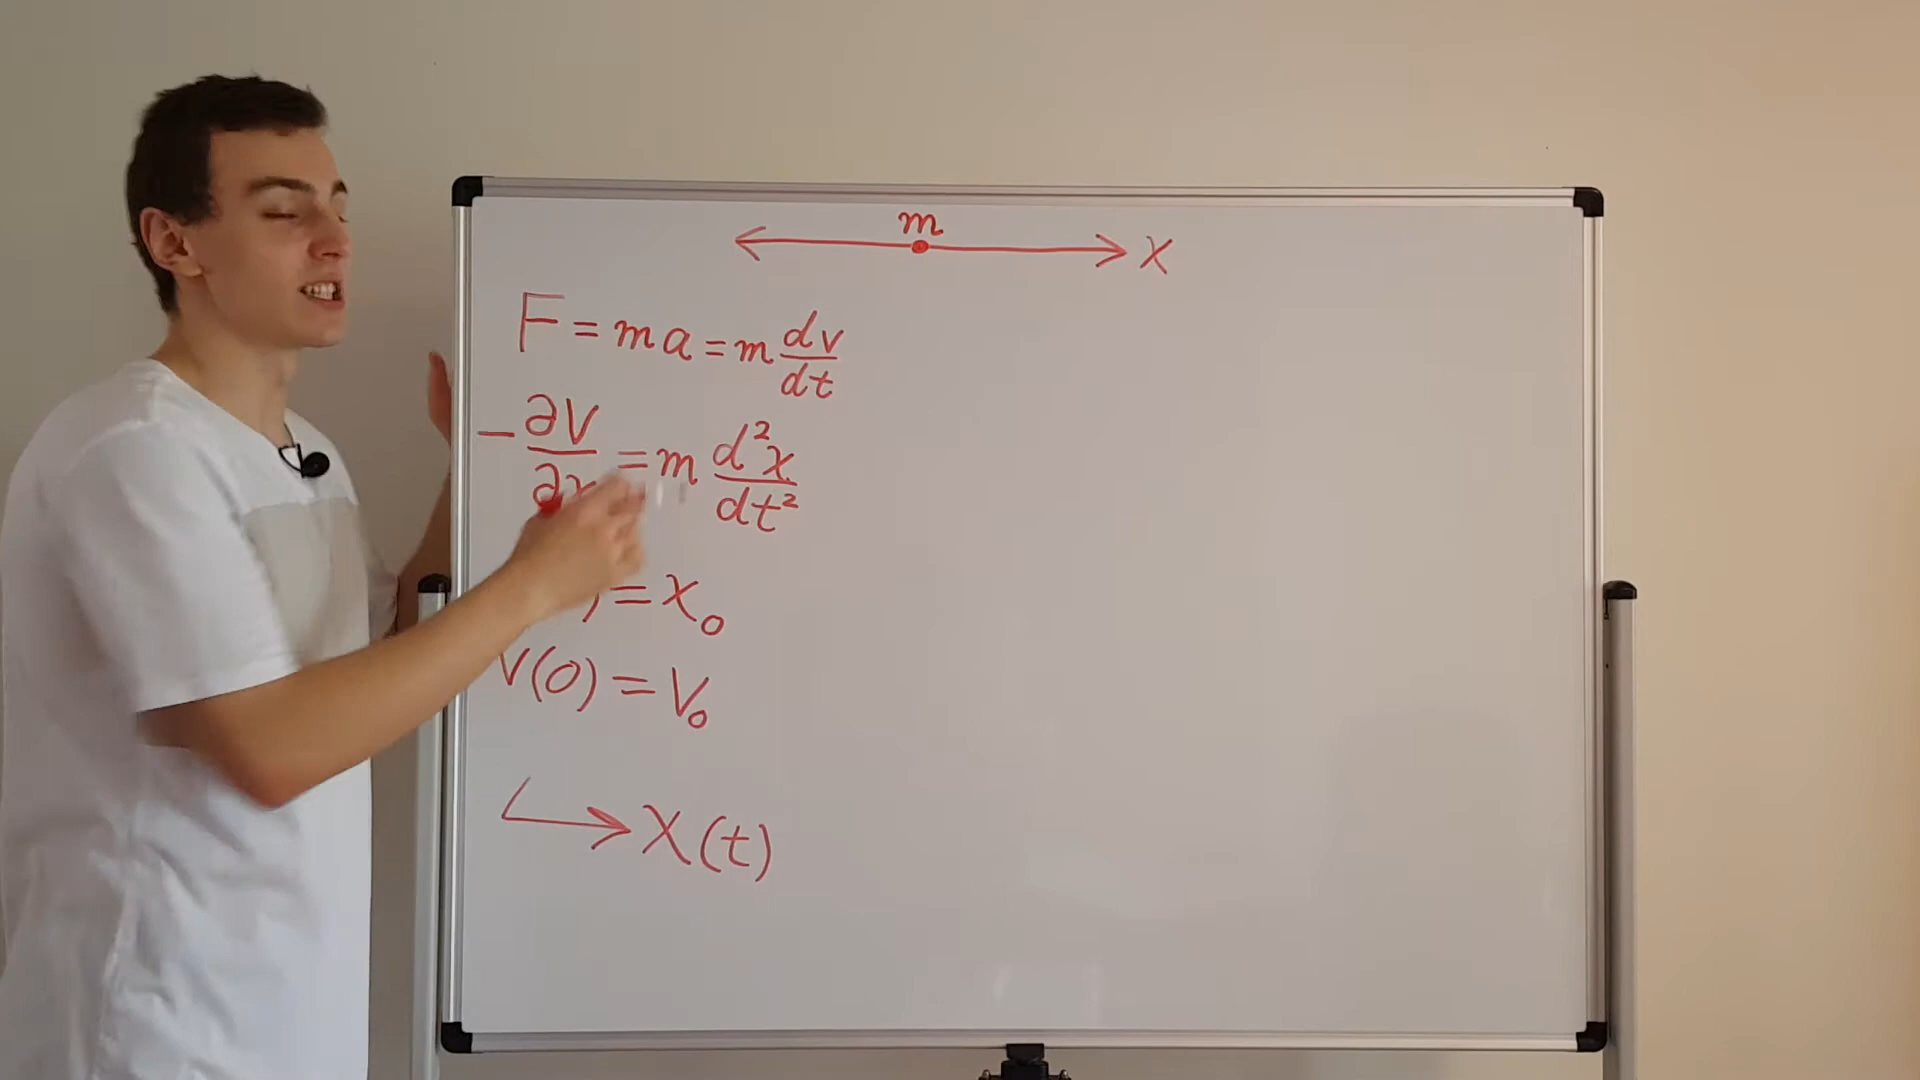 m
x
F = ma = m dv/dt
- ∂V/∂x = m d²x/dt²
) = x₀
v(0) = v₀
x(t)